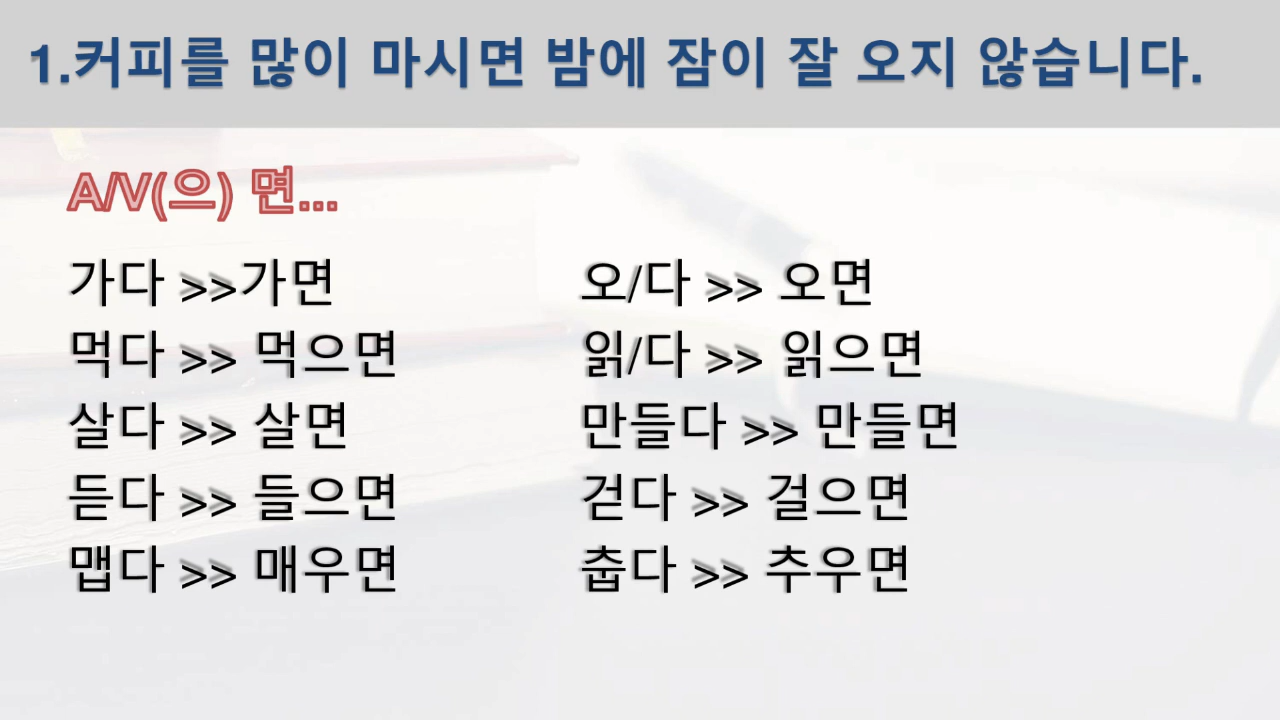 1.커피를 많이 마시면 밤에 잠이 잘 오지 않습니다.
A/V(으) 면...
가다 >>가면
먹다 >> 먹으면
살다 >> 살면
듣다 >> 들으면
맵다 >> 매우면
오/다 >> 오면
읽/다 >> 읽으면
만들다 >> 만들면
걷다 >> 걸으면
춥다 >> 추우면